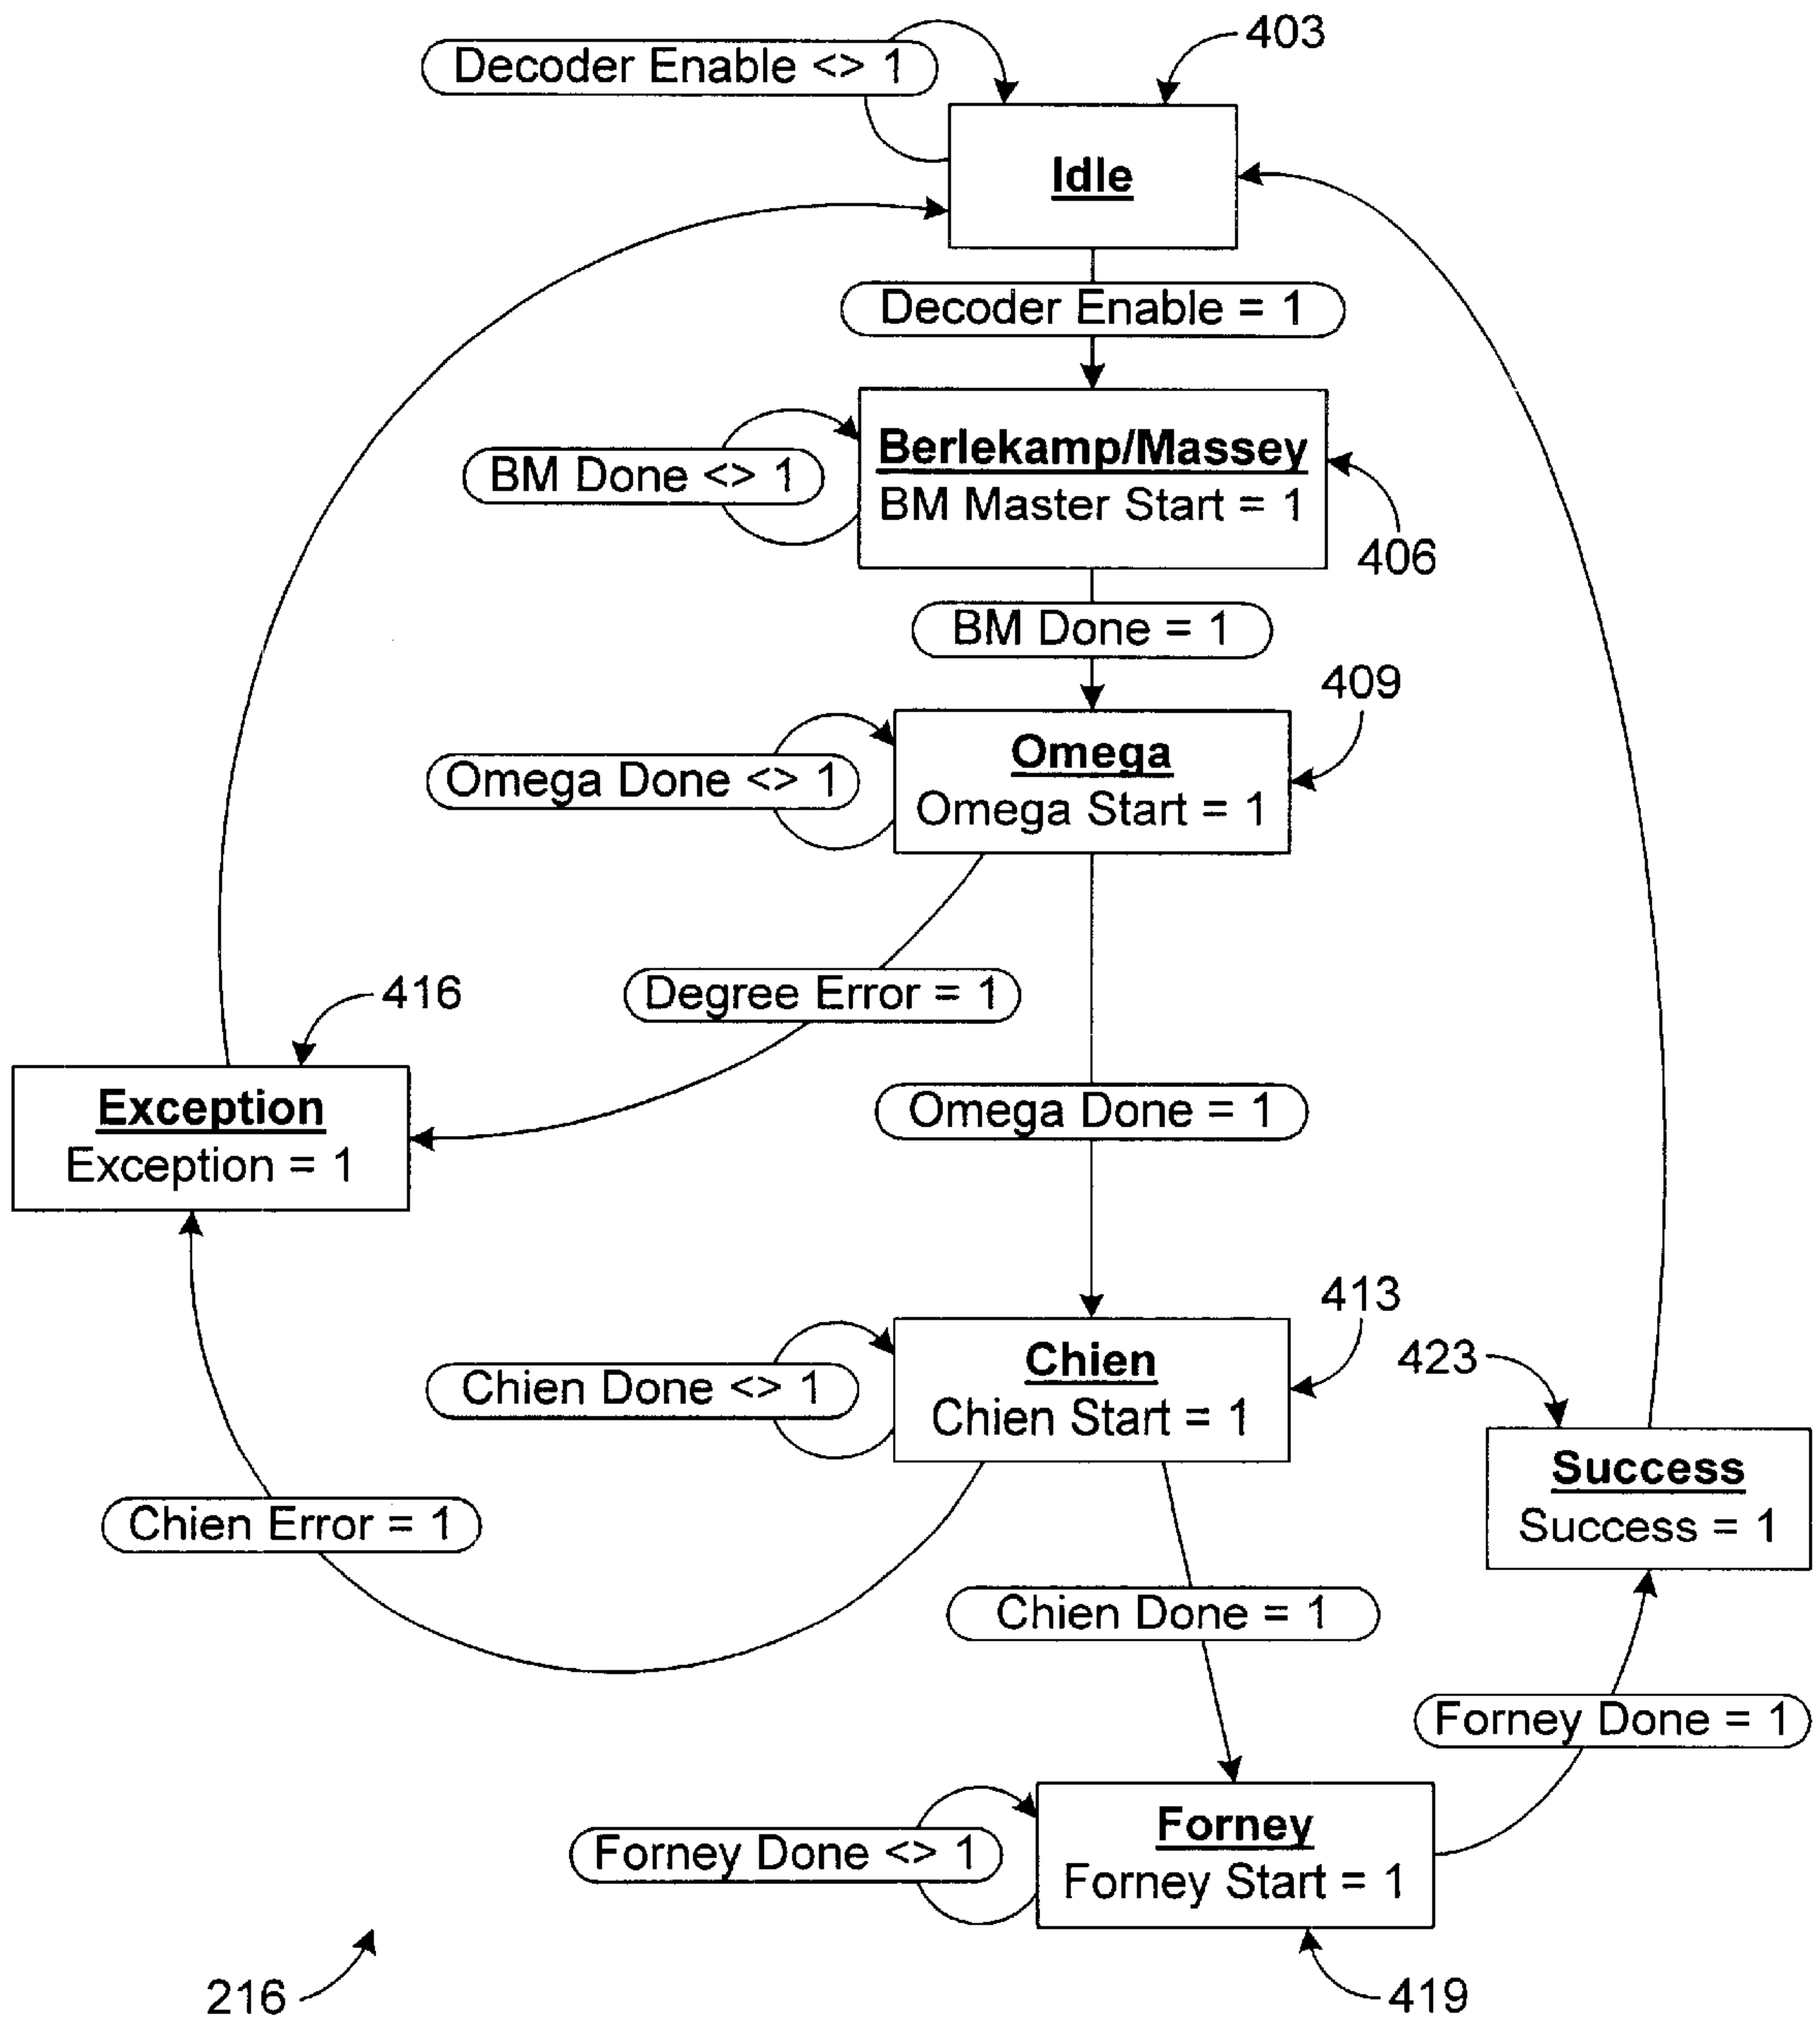 403
Decoder Enable <> 1
Idle
Decoder Enable = 1
Berlekamp/Massey
BM Master Start = 1
BM Done <> 1
406
BM Done = 1
409
Omega
Omega Start = 1
Omega Done <> 1
Degree Error = 1
416
Exception
Exception = 1
Omega Done = 1
413
Chien
Chien Start = 1
Chien Done <> 1
423
Success
Success = 1
Chien Error = 1
Chien Done = 1
Forney Done = 1
Forney
Forney Start = 1
Forney Done <> 1
216
419